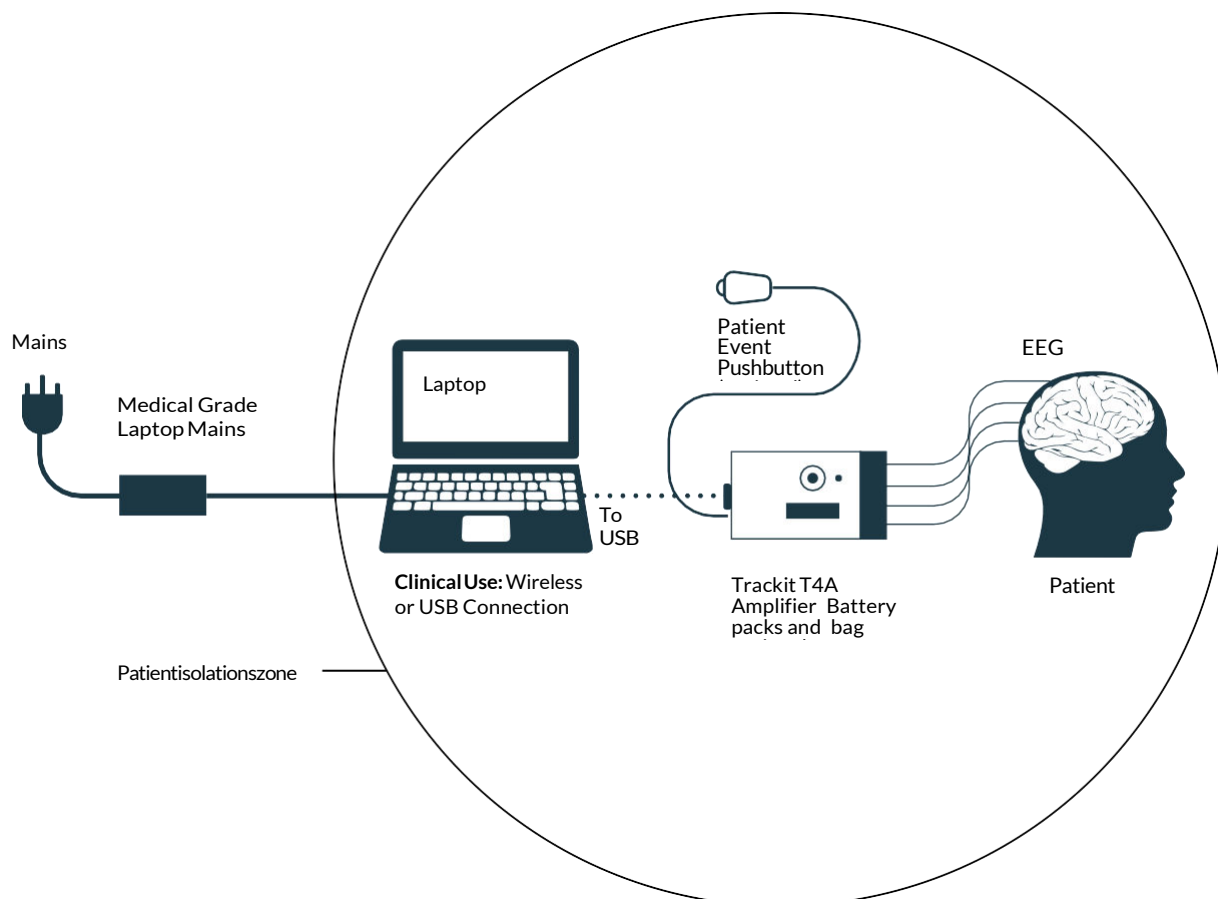 Mains
Medical Grade
Laptop Mains
Laptop
Patient
Event
Pushbutton
EEG
To
USB
Clinical Use: Wireless
or USB Connection
Trackit T4A
Amplifier Battery
packs and bag
Patient
Patientisolationszone